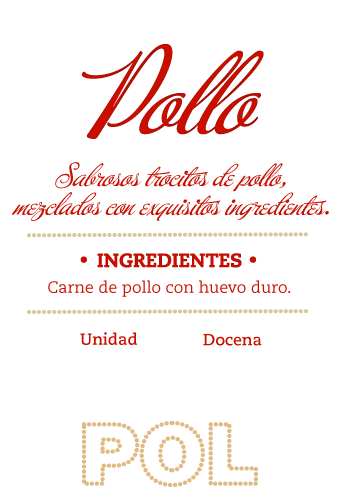 Pollo
Sabrosos trocitos de pollo,
mezclados con exquisitos ingredientes.
• INGREDIENTES •
Carne de pollo con huevo duro.
Unidad Docena
POL